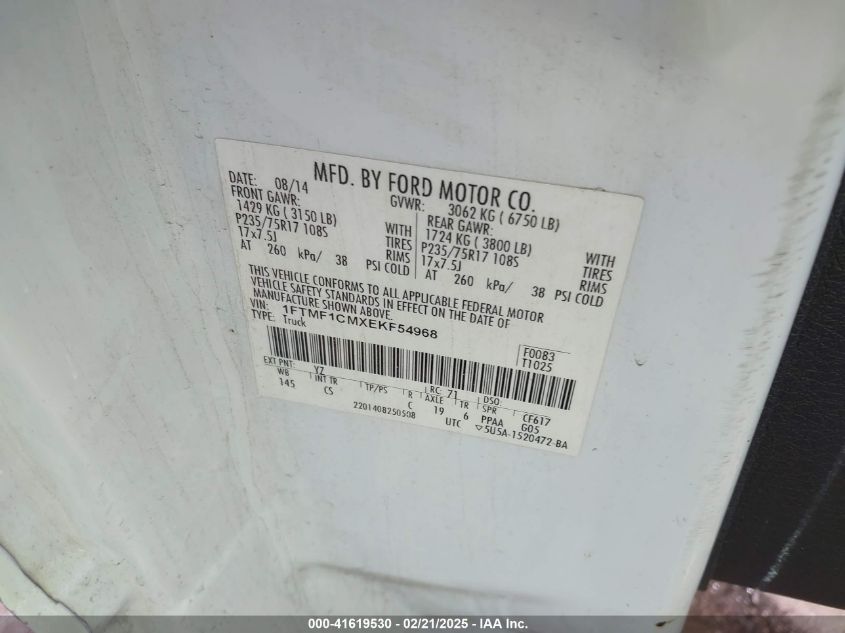 MFD. BY FORD MOTOR CO.
DATE: 08/14 GVWR: 3062 KG ( 6750 LB)
FRONT GAWR: REAR GAWR:
1429 KG ( 3150 LB) WITH 1724 KG ( 3800 LB) WITH
P235/75R17 108S TIRES P235/75R17 108S TIRES
17x7.5J RIMS 17x7.5J RIMS
AT 260 kPa/ 38 PSI COLD AT 260 kPa/ 38 PSI COLD
THIS VEHICLE CONFORMS TO ALL APPLICABLE FEDERAL MOTOR
VEHICLE SAFETY STANDARDS IN EFFECT ON THE DATE OF
MANUFACTURE SHOWN ABOVE.
VIN: 1FTMF1CMXEKF54968
TYPE: Truck
F0083
T1025
EXT PNT: YZ RC: 71 DSO:
WB INT TR TP/PS R AXLE TR SPR CF617
145 CS C 19 6 PPAA G05
2201408250508 UTC ▽5U5A-1520472-BA
000-41619530 - 02/21/2025 - IAA Inc.